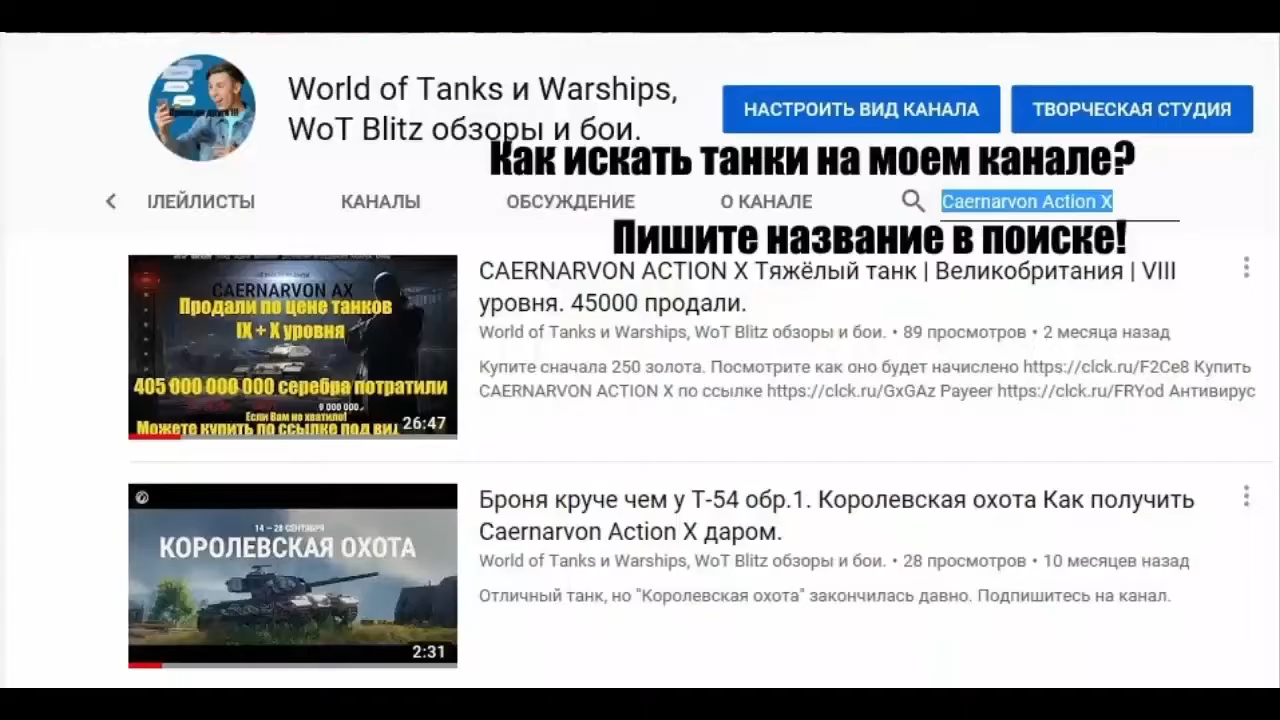 World of Tanks и Warships,
WoT Blitz обзоры и бои.
НАСТРОИТЬ ВИД КАНАЛА
ТВОРЧЕСКАЯ СТУДИЯ
Как искать танки на моем канале?
ЛЕЙЛИСТЫ
КАНАЛЫ
ОБСУЖДЕНИЕ
О КАНАЛЕ
Caernarvon Action X
Пишите название в поиске!
CAERNARVON AX
Продали по цене танков
IX + X уровня
405 000 000 000 серебра потратили
9 000 000
Если Вам не хватило!
Можете купить по ссылке под вид
26:47
CAERNARVON ACTION X Тяжёлый танк | Великобритания | VIII
уровня. 45000 продали.
World of Tanks и Warships, WoT Blitz обзоры и бои. • 89 просмотров • 2 месяца назад
Купите сначала 250 золота. Посмотрите как оно будет начислено https://clck.ru/F2Ce8 Купить
CAERNARVON ACTION X по ссылке https://clck.ru/GxGAz Payeer https://clck.ru/FRYod Антивирус
14 – 28 СЕНТЯБРЯ
КОРОЛЕВСКАЯ ОХОТА
2:31
Броня круче чем у Т-54 обр.1. Королевская охота Как получить
Caernarvon Action X даром.
World of Tanks и Warships, WoT Blitz обзоры и бои. • 28 просмотров • 10 месяцев назад
Отличный танк, но "Королевская охота" закончилась давно. Подпишитесь на канал.